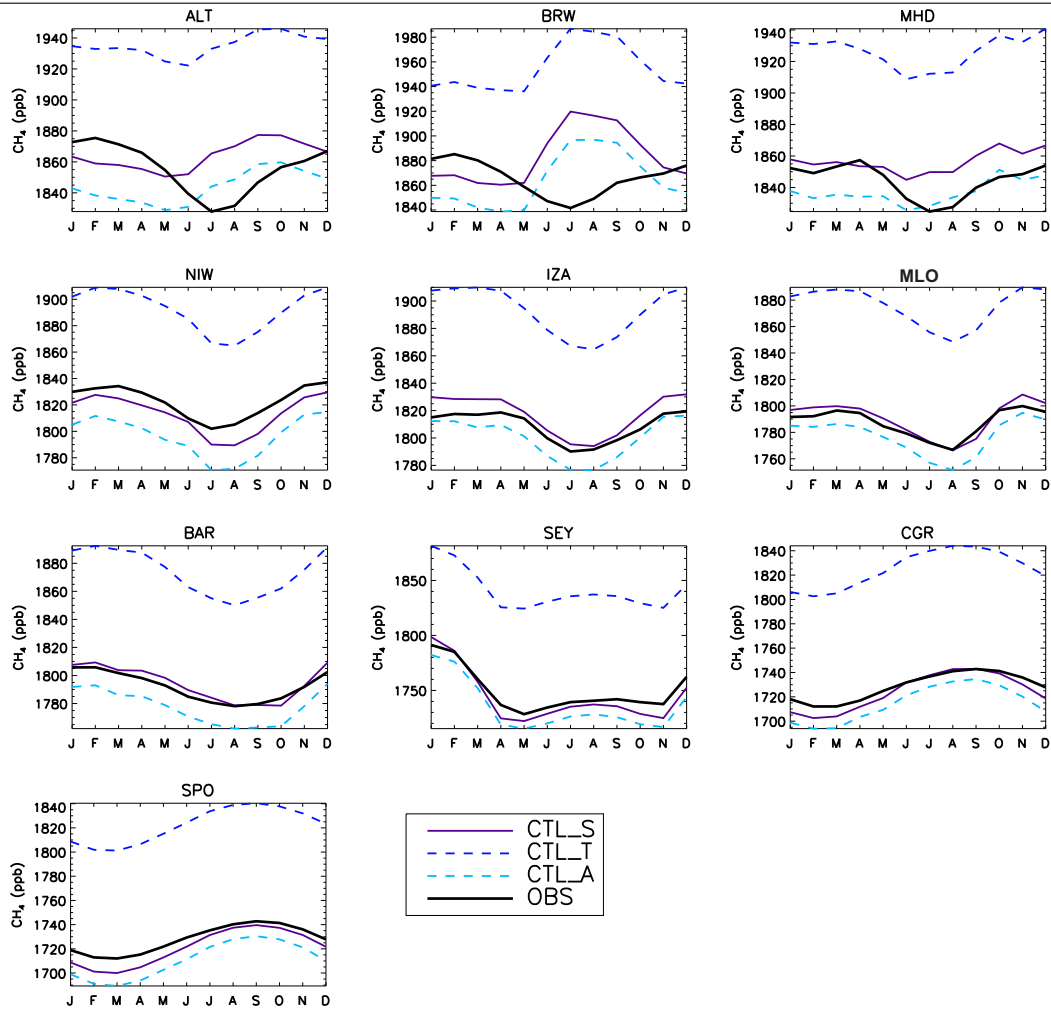 ALT
CH₄ (ppb)
1940
1920
1900
1880
1860
1840
J F M A M J J A S O N D
BRW
CH₄ (ppb)
1980
1960
1940
1920
1900
1880
1860
1840
J F M A M J J A S O N D
MHD
CH₄ (ppb)
1940
1920
1900
1880
1860
1840
J F M A M J J A S O N D
NIW
CH₄ (ppb)
1900
1880
1860
1840
1820
1800
1780
J F M A M J J A S O N D
IZA
CH₄ (ppb)
1900
1880
1860
1840
1820
1800
1780
J F M A M J J A S O N D
MLO
CH₄ (ppb)
1880
1860
1840
1820
1800
1780
1760
J F M A M J J A S O N D
BAR
CH₄ (ppb)
1880
1860
1840
1820
1800
1780
J F M A M J J A S O N D
SEY
CH₄ (ppb)
1850
1800
1750
J F M A M J J A S O N D
CGR
CH₄ (ppb)
1840
1820
1800
1780
1760
1740
1720
1700
J F M A M J J A S O N D
SPO
CH₄ (ppb)
1840
1820
1800
1780
1760
1740
1720
1700
J F M A M J J A S O N D
CTL_S
CTL_T
CTL_A
OBS